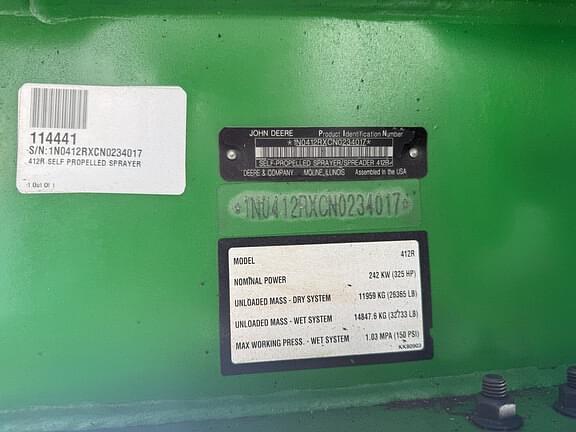 114441
S/N:1N0412RXCN0234017
412R SELF PROPELLED SPRAYER
1 Out Of 1
JOHN DEERE Product Identification Number
*1N0412RXCN0234017*
SELF-PROPELLED SPRAYER/SPREADER 412R
DEERE & COMPANY MOLINE, ILLINOIS Assembled in the USA
*1N0412RXCN0234017*
MODEL 412R
NOMINAL POWER 242 KW (325 HP)
UNLOADED MASS - DRY SYSTEM 11959 KG (26365 LB)
UNLOADED MASS - WET SYSTEM 14847.6 KG (32733 LB)
MAX WORKING PRESS. - WET SYSTEM 1.03 MPA (150 PSI)
KK80903